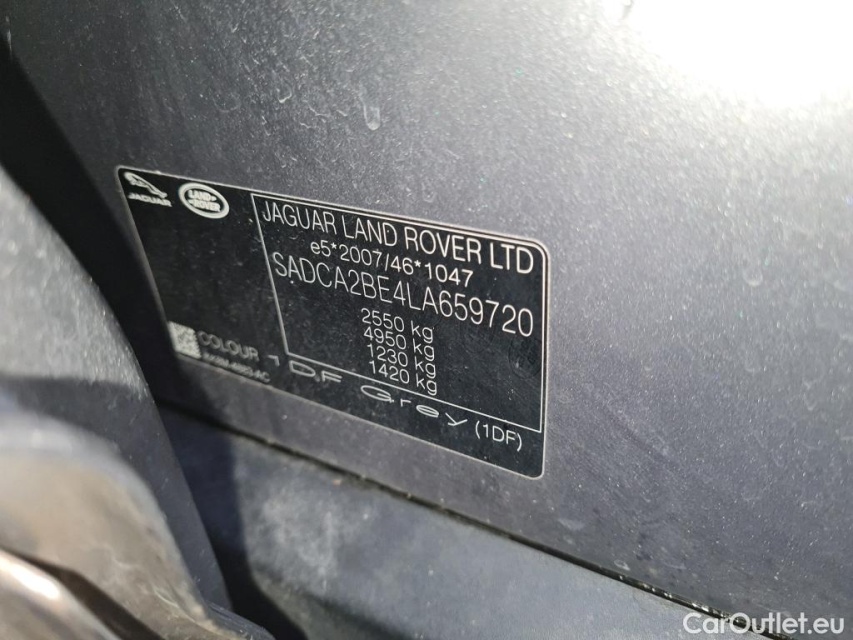 JAGUAR
LAND ROVER
JAGUAR LAND ROVER LTD
e5*2007/46*1047
SADCA2BE4LA659720
2550 kg
4950 kg
1230 kg
1420 kg
COLOUR 1DF Grey (1DF)
CarOutlet.eu